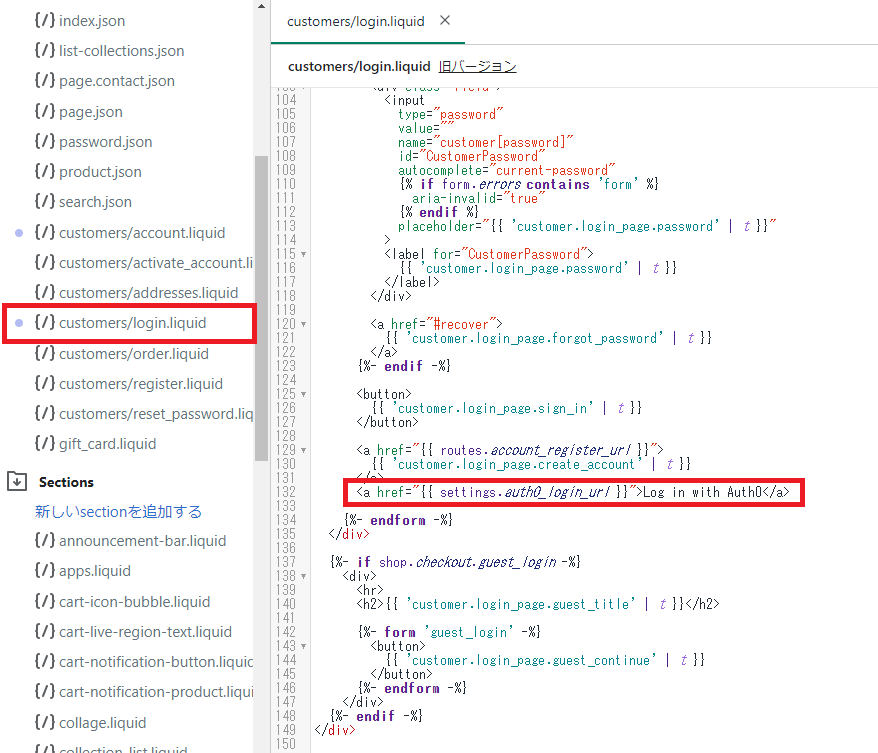 {/} index.json
{/} list-collections.json
{/} page.contact.json
{/} page.json
{/} password.json
{/} product.json
{/} search.json
{/} customers/account.liquid
{/} customers/activate_account.li
{/} customers/addresses.liquid
{/} customers/login.liquid
{/} customers/order.liquid
{/} customers/register.liquid
{/} customers/reset_password.liq
{/} gift_card.liquid
Sections
新しいsectionを追加する
{/} announcement-bar.liquid
{/} apps.liquid
{/} cart-icon-bubble.liquid
{/} cart-live-region-text.liquid
{/} cart-notification-button.liquid
{/} cart-notification-product.liqui
{/} collage.liquid
{/} collection-list.liquid
customers/login.liquid ×
customers/login.liquid 旧バージョン
103 <div class="field">
104 <input
105 type="password"
106 value=""
107 name="customer[password]"
108 id="CustomerPassword"
109 autocomplete="current-password"
110 {% if form.errors contains 'form' %}
111 aria-invalid="true"
112 {% endif %}
113 placeholder="{{ 'customer.login_page.password' | t }}"
114 >
115 <label for="CustomerPassword">
116 {{ 'customer.login_page.password' | t }}
117 </label>
118 </div>
119
120 <a href="#recover">
121 {{ 'customer.login_page.forgot_password' | t }}
122 </a>
123 {%- endif -%}
124
125 <button>
126 {{ 'customer.login_page.sign_in' | t }}
127 </button>
128
129 <a href="{{ routes.account_register_url }}">
130 {{ 'customer.login_page.create_account' | t }}
131 </a>
132 <a href="{{ settings.auth0_login_url }}">Log in with Auth0</a>
133
134 {%- endform -%}
135 </div>
136
137 {%- if shop.checkout.guest_login -%}
138 <div>
139 <hr>
140 <h2>{{ 'customer.login_page.guest_title' | t }}</h2>
141
142 {%- form 'guest_login' -%}
143 <button>
144 {{ 'customer.login_page.guest_continue' | t }}
145 </button>
146 {%- endform -%}
147 </div>
148 {%- endif -%}
149 </div>
150